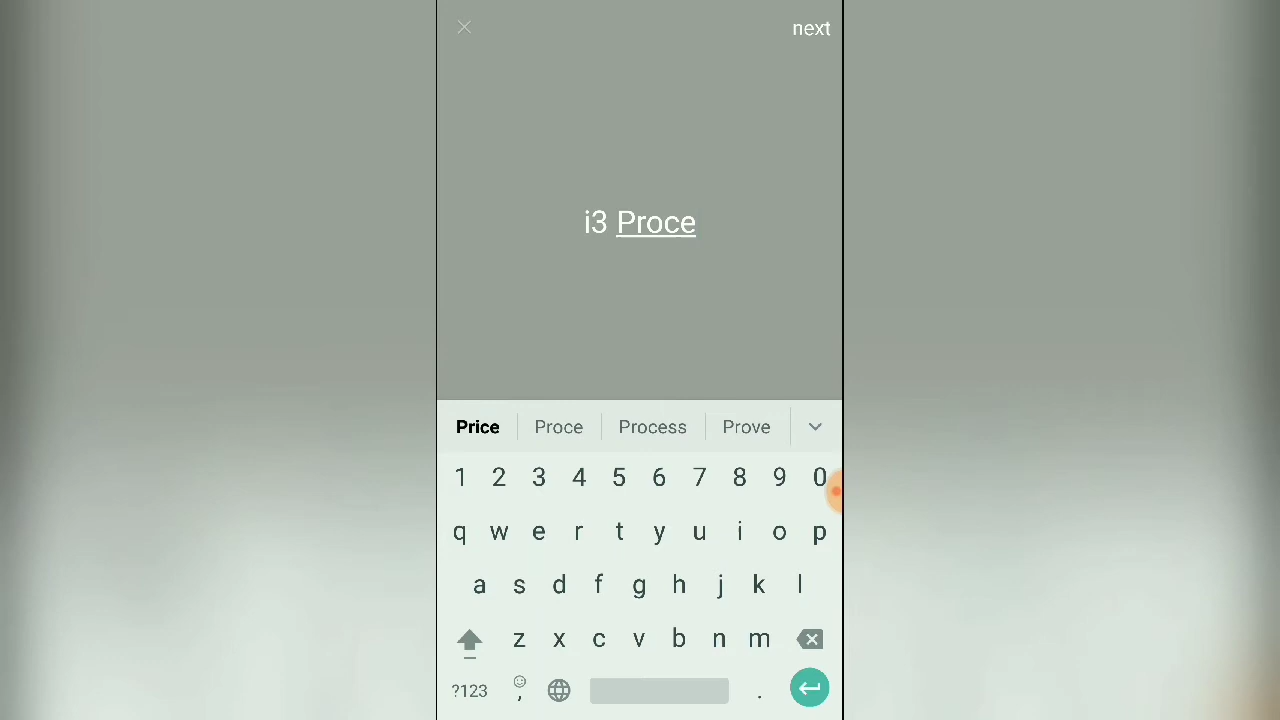 next
i3 Proce
Price Proce Process Prove
1 2 3 4 5 6 7 8 9 0
q w e r t y u i o p
a s d f g h j k l
z x c v b n m
?123 , .